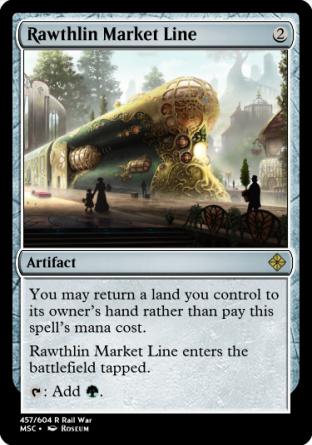 Rawthlin Market Line 2
Artifact
You may return a land you control to
its owner's hand rather than pay this
spell's mana cost.
Rawthlin Market Line enters the
battlefield tapped.
: Add .
457/604 R Rail War
MSC • Roseum